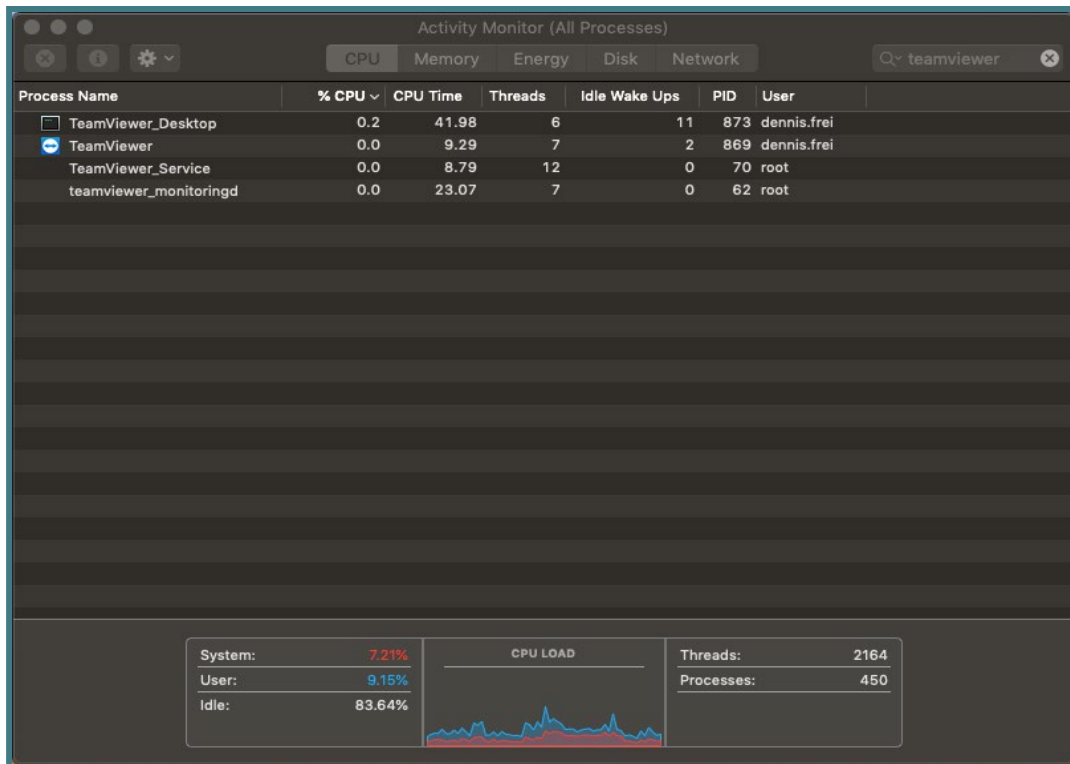 Activity Monitor (All Processes)
CPU Memory Energy Disk Network teamviewer
Process Name % CPU CPU Time Threads Idle Wake Ups PID User
TeamViewer_Desktop 0.2 41.98 6 11 873 dennis.frei
TeamViewer 0.0 9.29 7 2 869 dennis.frei
TeamViewer_Service 0.0 8.79 12 0 70 root
teamviewer_monitoringd 0.0 23.07 7 0 62 root
System: 7.21% CPU LOAD Threads: 2164
User: 9.15% Processes: 450
Idle: 83.64%